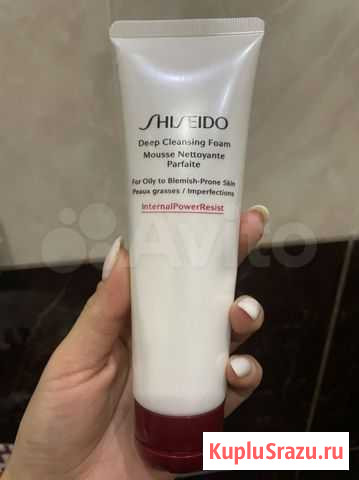 SHISEIDO
Deep Cleansing Foam
Mousse Nettoyante
Parfaite
For Oily to Blemish-Prone Skin
Peaux grasses / Imperfections
InternalPowerResist
Avito
KupluSrazu.ru